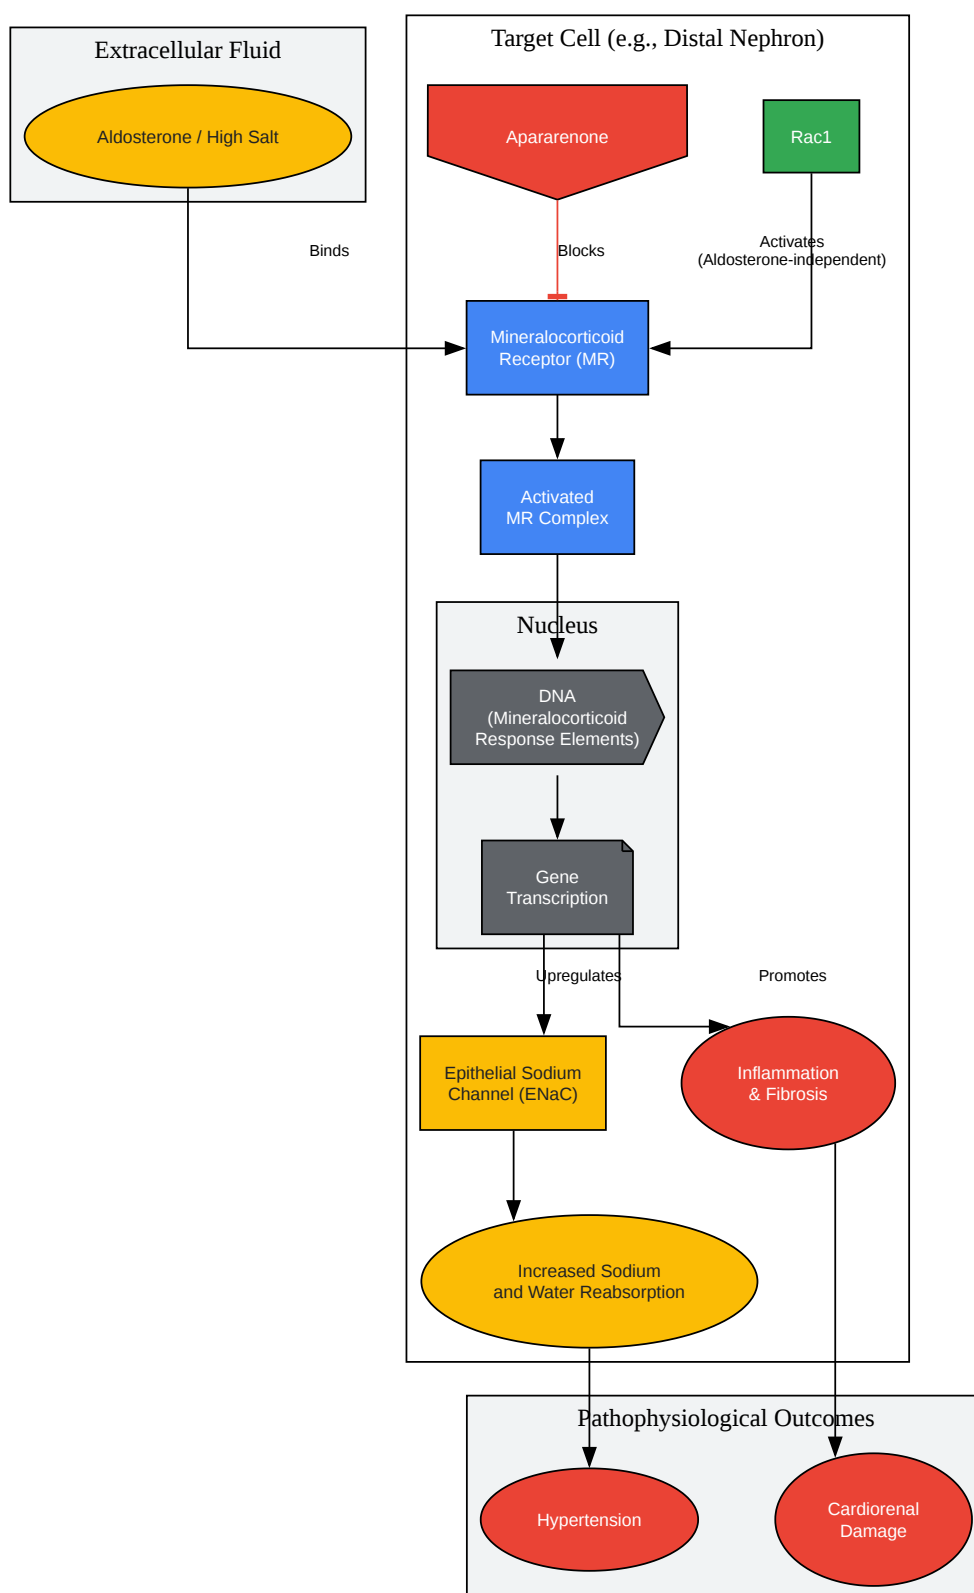 Extracellular Fluid
Target Cell (e.g., Distal Nephron)
Aldosterone / High Salt
Apararenone
Rac1
Binds
Blocks
Activates
(Aldosterone-independent)
Mineralocorticoid
Receptor (MR)
Activated
MR Complex
Nucleus
DNA
(Mineralocorticoid
Response Elements)
Gene
Transcription
Upregulates
Promotes
Epithelial Sodium
Channel (ENaC)
Inflammation
& Fibrosis
Increased Sodium
and Water Reabsorption
Pathophysiological Outcomes
Hypertension
Cardiorenal
Damage